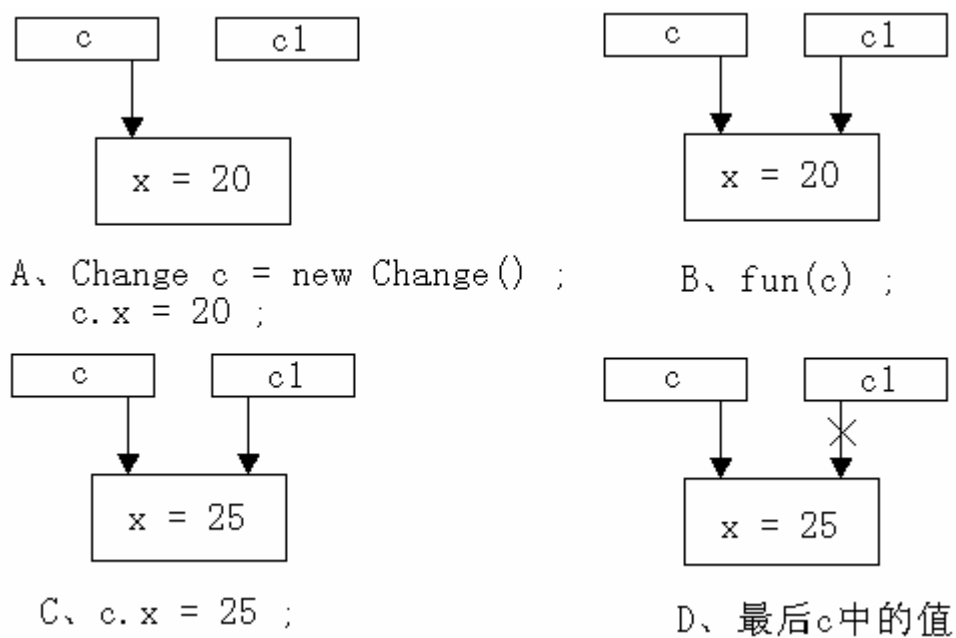 c c1 c c1
x = 20 x = 20
A、Change c = new Change() ; B、fun(c) ;
c.x = 20 ;
c c1 c c1
x = 25 x = 25
C、c.x = 25 ; D、最后c中的值